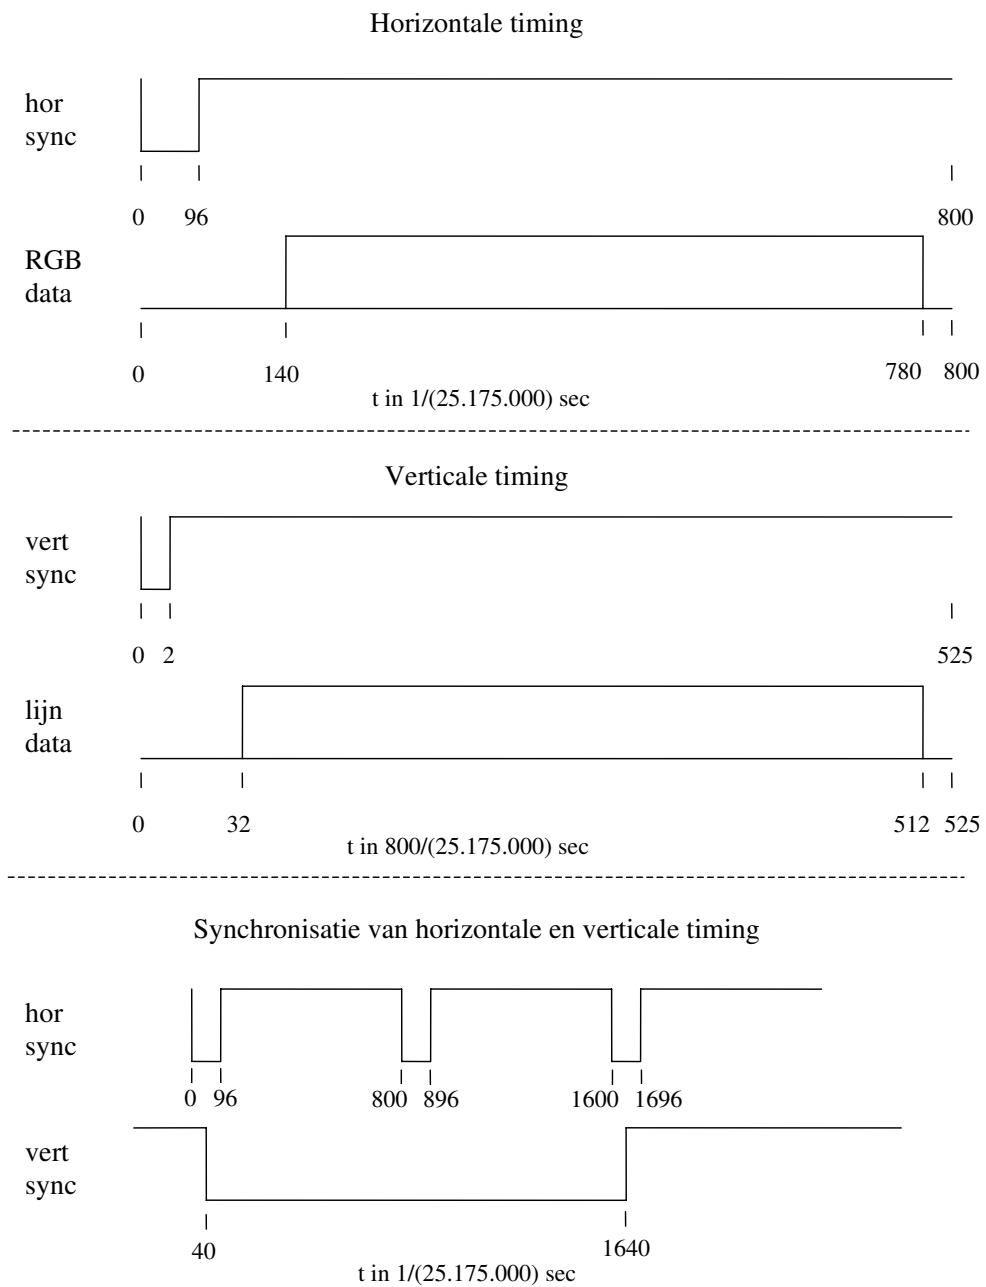 Horizontale timing
hor
sync
0 96 800
RGB
data
0 140 780 800
t in 1/(25.175.000) sec
Verticale timing
vert
sync
0 2 525
lijn
data
0 32 512 525
t in 800/(25.175.000) sec
Synchronisatie van horizontale en verticale timing
hor
sync
0 96 800 896 1600 1696
vert
sync
40 1640
t in 1/(25.175.000) sec